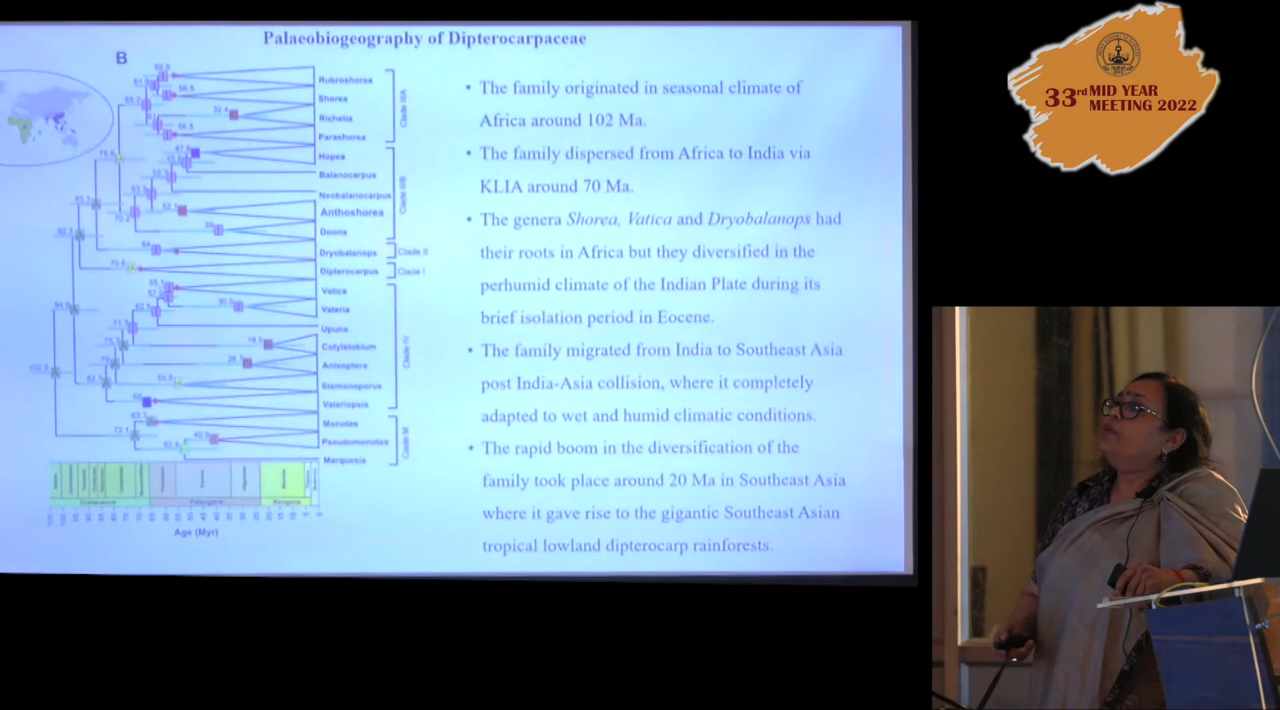 Palaeobiogeography of Dipterocarpaceae
B
Rubroshorea
Shorea
Richetia
Parashorea
Hopea
Balanocarpus
Neobalanocarpus
Anthoshorea
Doona
Dryobalanops
Dipterocarpus
Vatica
Vateria
Upuna
Cotylelobium
Anisoptera
Stemonoporus
Vateriopsis
Monotes
Pseudomonotes
Marquesia
Clade IIIA
Clade IIIB
Clade II
Clade I
Clade IV
Clade M
Cretaceous
Paleogene
Neogene
Age (Myr)
• The family originated in seasonal climate of
Africa around 102 Ma.
• The family dispersed from Africa to India via
KLIA around 70 Ma.
• The genera Shorea, Vatica and Dryobalanops had
their roots in Africa but they diversified in the
perhumid climate of the Indian Plate during its
brief isolation period in Eocene.
• The family migrated from India to Southeast Asia
post India-Asia collision, where it completely
adapted to wet and humid climatic conditions.
• The rapid boom in the diversification of the
family took place around 20 Ma in Southeast Asia
where it gave rise to the gigantic Southeast Asian
tropical lowland dipterocarp rainforests.
33rd MID YEAR
MEETING 2022